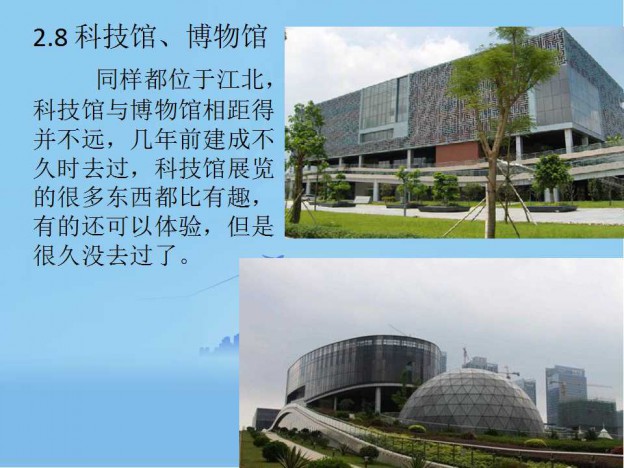 2.8 科技馆、博物馆
同样都位于江北，
科技馆与博物馆相距得
并不远，几年前建成不
久时去过，科技馆展览
的很多东西都比有趣，
有的还可以体验，但是
很久没去过了。